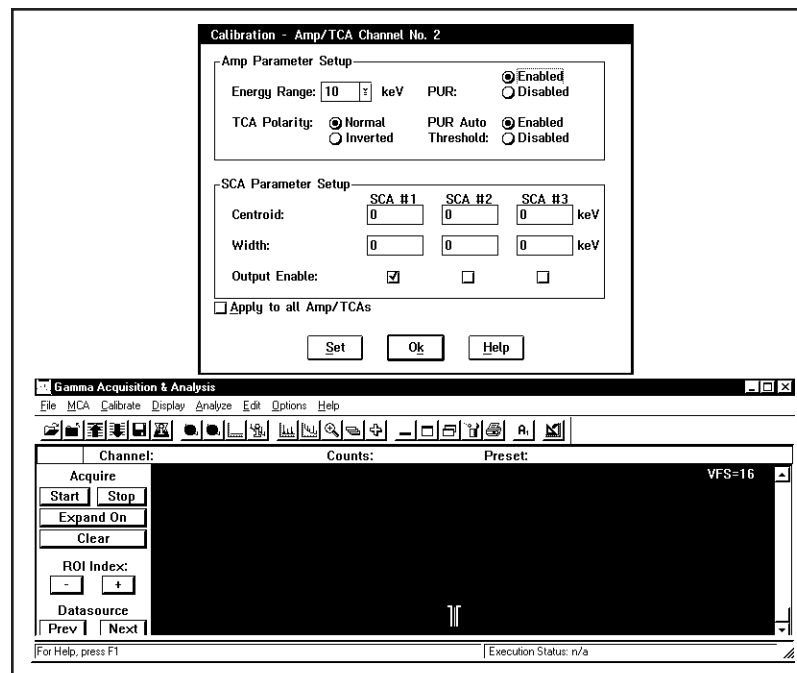 Calibration - Amp/TCA Channel No. 2
Amp Parameter Setup
Energy Range: 10 keV PUR: Enabled
Disabled
TCA Polarity: Normal PUR Auto Enabled
Inverted Threshold: Disabled
SCA Parameter Setup
SCA #1 SCA #2 SCA #3
Centroid: 0 0 0 keV
Width: 0 0 0 keV
Output Enable:
Apply to all Amp/TCAs
Set Ok Help
Gamma Acquisition & Analysis
File MCA Calibrate Display Analyze Edit Options Help
Channel: Counts: Preset:
Acquire VFS=16
Start Stop
Expand On
Clear
ROI Index:
- +
Datasource
Prev Next
For Help, press F1 Execution Status: n/a